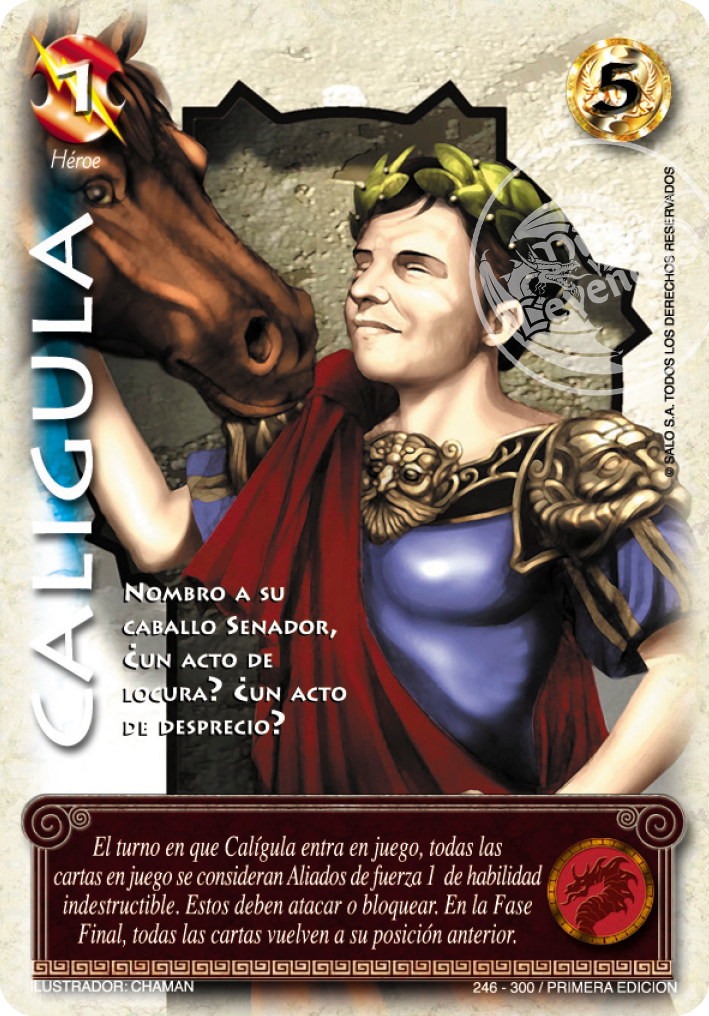 1
Héroe
5
CALIGULA
© SALO S.A. TODOS LOS DERECHOS RESERVADOS
NOMBRO A SU
CABALLO SENADOR,
¿UN ACTO DE
LOCURA? ¿UN ACTO
DE DESPRECIO?
El turno en que Calígula entra en juego, todas las
cartas en juego se consideran Aliados de fuerza 1 de habilidad
indestructible. Estos deben atacar o bloquear. En la Fase
Final, todas las cartas vuelven a su posición anterior.
ILUSTRADOR: CHAMAN
246 - 300 / PRIMERA EDICION